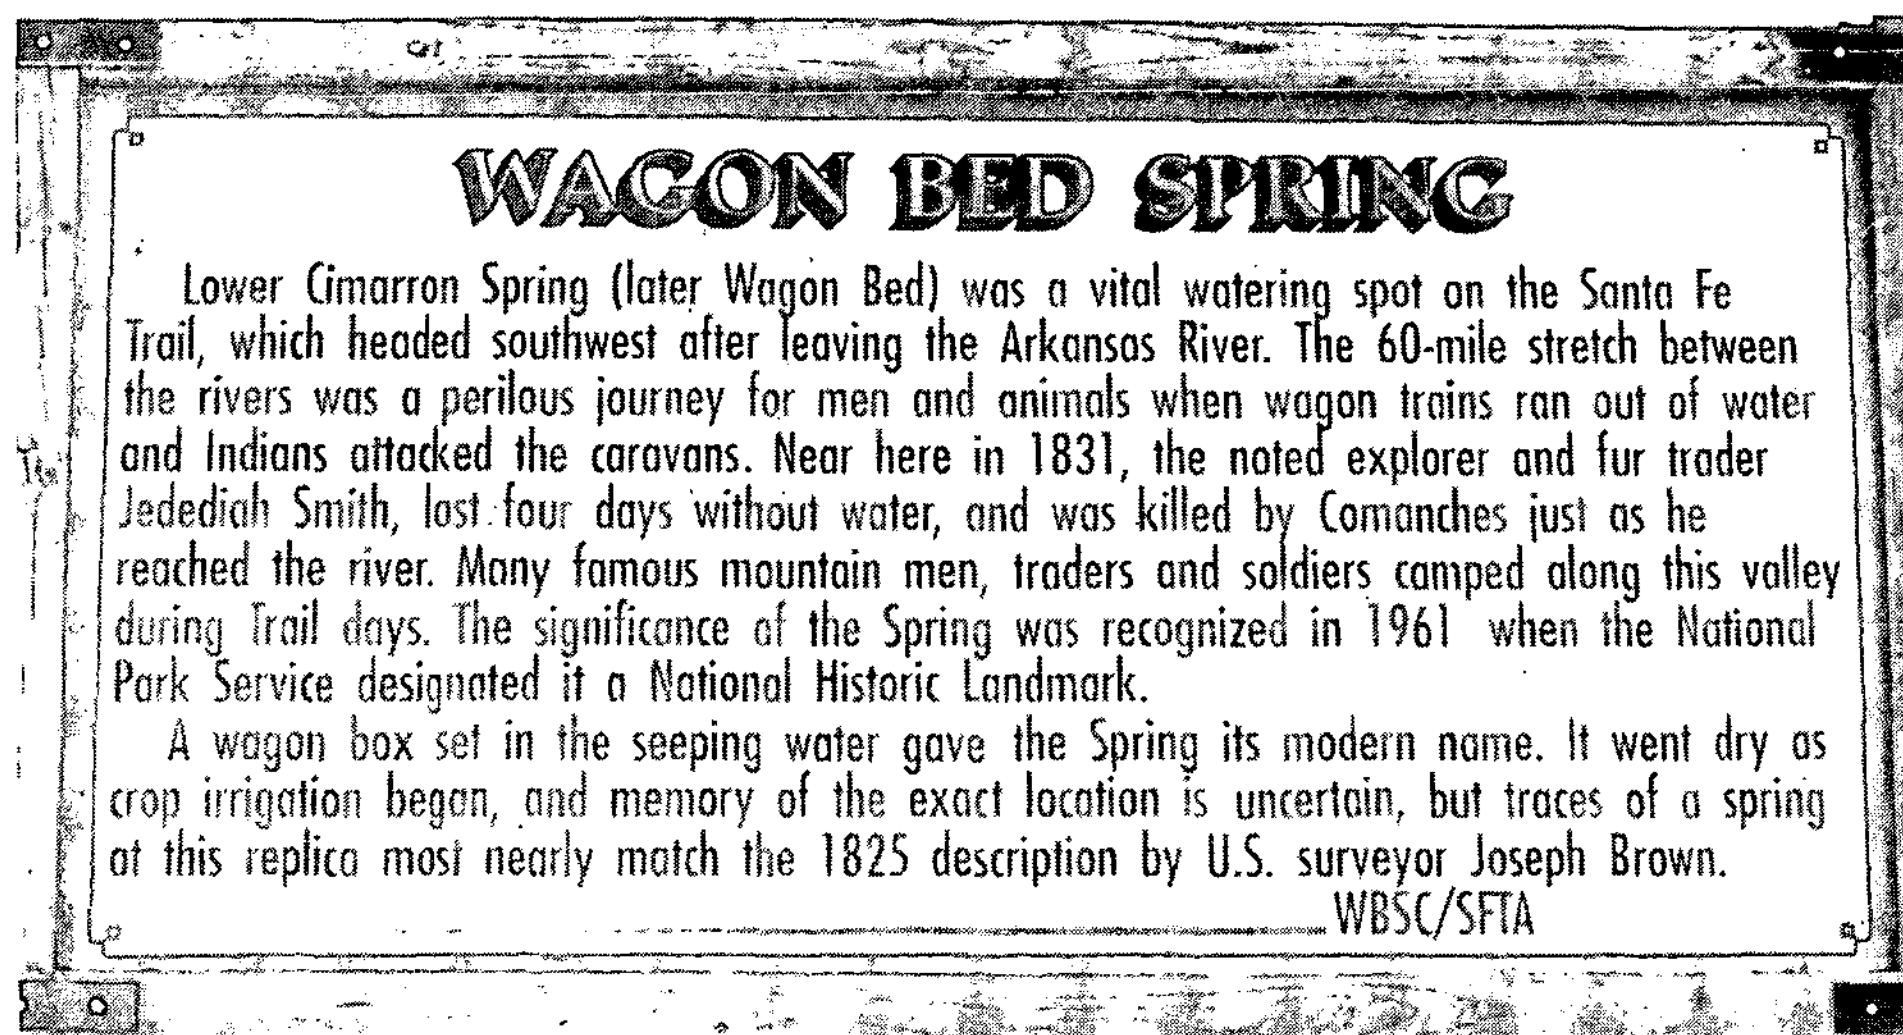 WAGON BED SPRING
Lower Cimarron Spring (later Wagon Bed) was a vital watering spot on the Santa Fe
Trail, which headed southwest after leaving the Arkansas River. The 60-mile stretch between
the rivers was a perilous journey for men and animals when wagon trains ran out of water
and Indians attacked the caravans. Near here in 1831, the noted explorer and fur trader
Jedediah Smith, lost four days without water, and was killed by Comanches just as he
reached the river. Many famous mountain men, traders and soldiers camped along this valley
during Trail days. The significance of the Spring was recognized in 1961 when the National
Park Service designated it a National Historic Landmark.
A wagon box set in the seeping water gave the Spring its modern name. It went dry as
crop irrigation began, and memory of the exact location is uncertain, but traces of a spring
at this replica most nearly match the 1825 description by U.S. surveyor Joseph Brown.
WBSC/SFTA